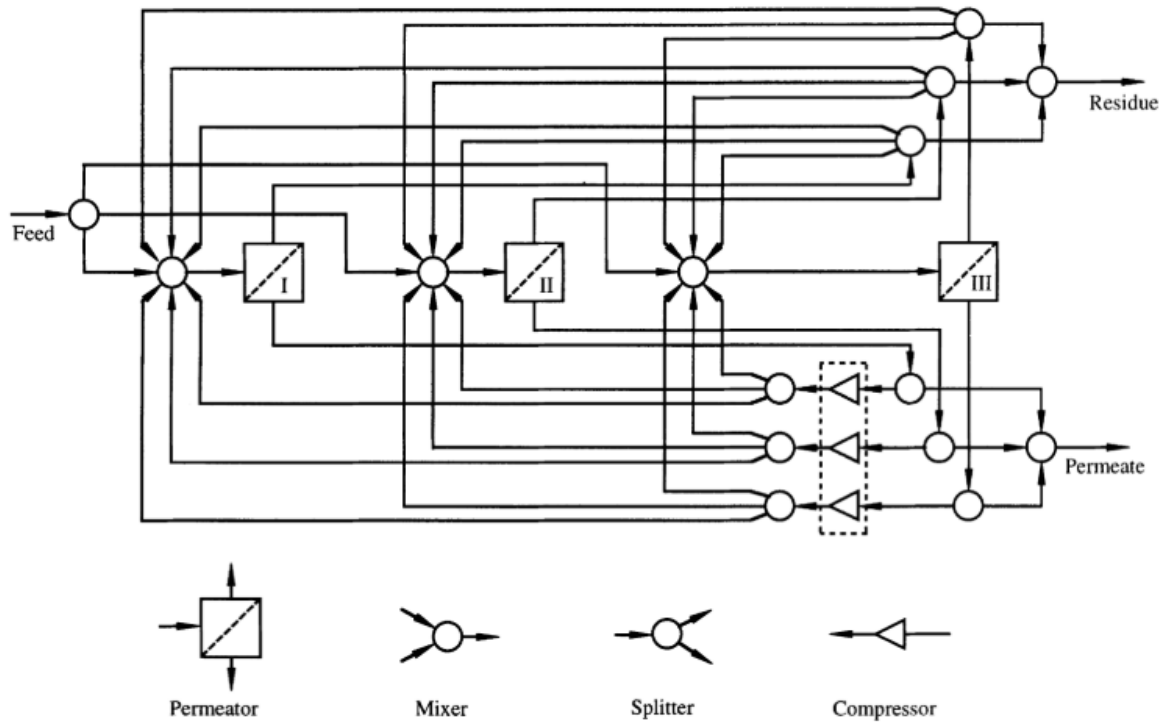 Residue
Feed
I
II
III
Permeate
Permeator
Mixer
Splitter
Compressor